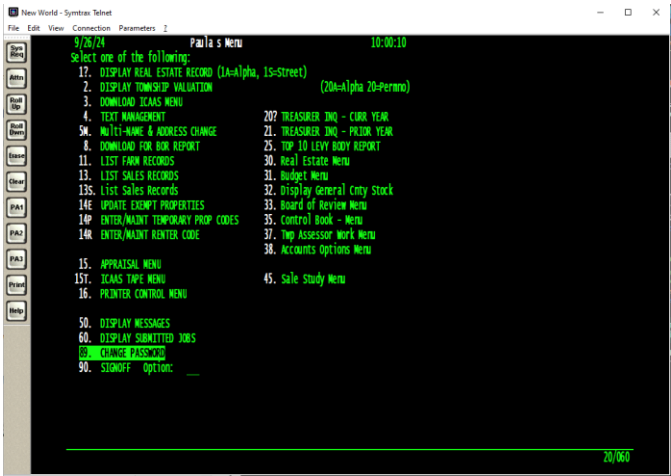 New World - Symtrax Telnet
File Edit View Connection Parameters ?
Sys Req
Attn
Roll Up
Roll Dwn
Erase
Clear
PA1
PA2
PA3
Print
Help
9/26/24 Paula s Menu 10:00:10
Select one of the following:
1?. DISPLAY REAL ESTATE RECORD (1A=Alpha, 1S=Street)
2. DISPLAY TOWNSHIP VALUATION (20A=Alpha 20=Permno)
3. DOWNLOAD ICAAS MENU
4. TEXT MANAGEMENT 20? TREASURER INQ - CURR YEAR
5M. Multi-NAME & ADDRESS CHANGE 21. TREASURER INQ - PRIOR YEAR
8. DOWNLOAD FOR BOR REPORT 25. TOP 10 LEVY BODY REPORT
11. LIST FARM RECORDS 30. Real Estate Menu
13. LIST SALES RECORDS 31. Budget Menu
13S. List Sales Records 32. Display General Cnty Stock
14E UPDATE EXEMPT PROPERTIES 33. Board of Review Menu
14P ENTER/MAINT TEMPORARY PROP CODES 35. Control Book - Menu
14R ENTER/MAINT RENTER CODE 37. Twp Assessor Work Menu
38. Accounts Options Menu
15. APPRAISAL MENU
15T. ICAAS TAPE MENU 45. Sale Study Menu
16. PRINTER CONTROL MENU
50. DISPLAY MESSAGES
60. DISPLAY SUBMITTED JOBS
89. CHANGE PASSWORD
90. SIGNOFF Option: __
20/060